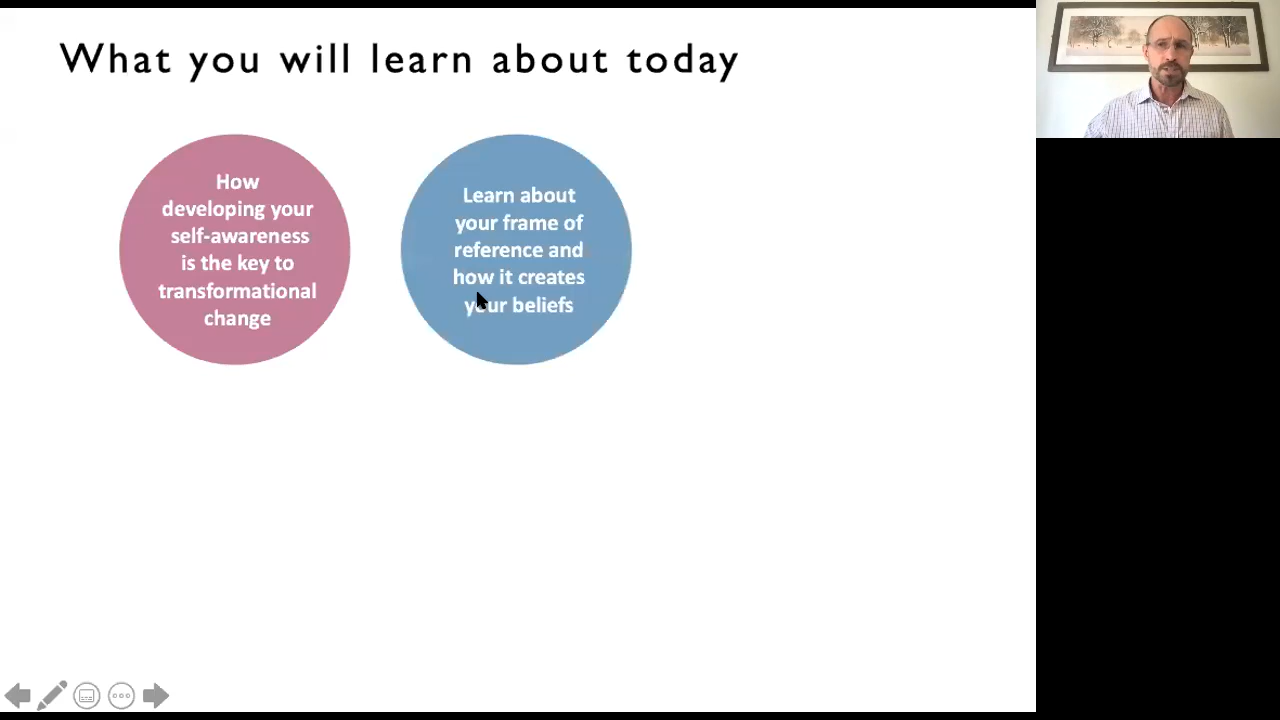 What you will learn about today
How
developing your
self-awareness
is the key to
transformational
change
Learn about
your frame of
reference and
how it creates
your beliefs